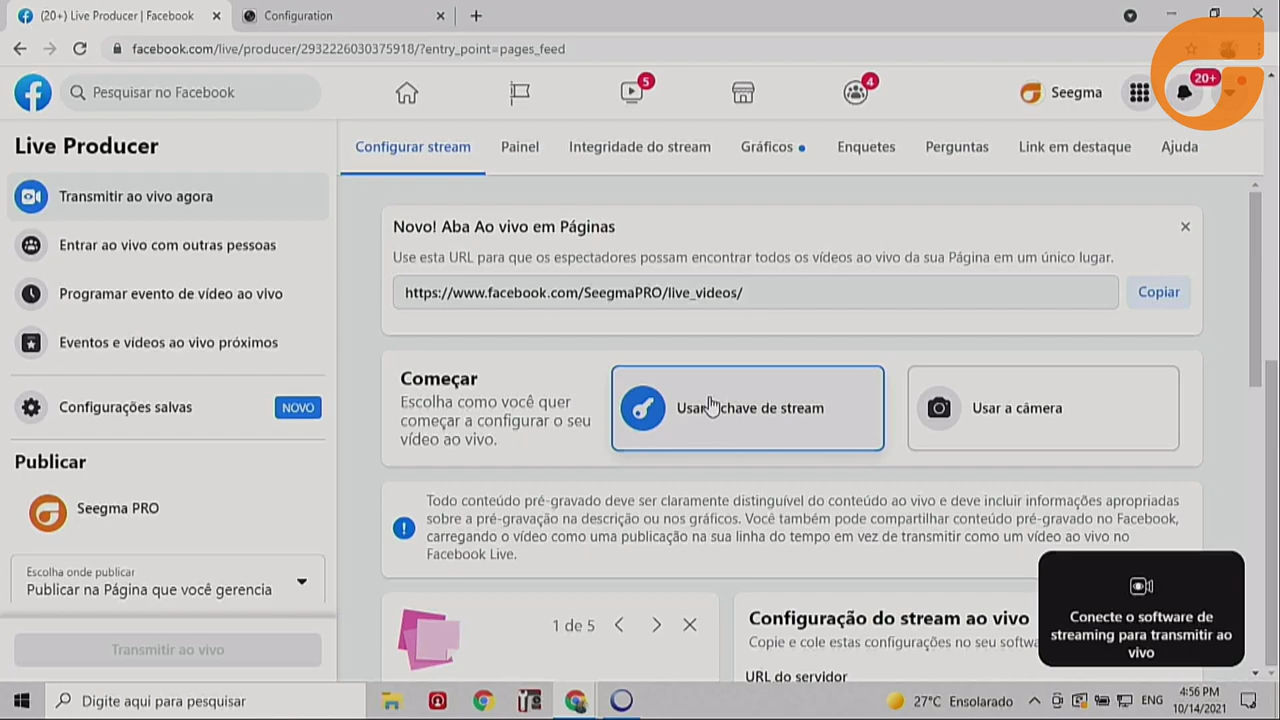 (20+) Live Producer | Facebook
Configuration
facebook.com/live/producer/2932226030375918/?entry_point=pages_feed
Pesquisar no Facebook
5
4
Seegma
20+
Live Producer
Transmitir ao vivo agora
Entrar ao vivo com outras pessoas
Programar evento de vídeo ao vivo
Eventos e vídeos ao vivo próximos
Configurações salvas
NOVO
Publicar
Seegma PRO
Escolha onde publicar
Publicar na Página que você gerencia
Transmitir ao vivo
Configurar stream
Painel
Integridade do stream
Gráficos
Enquetes
Perguntas
Link em destaque
Ajuda
Novo! Aba Ao vivo em Páginas
Use esta URL para que os espectadores possam encontrar todos os vídeos ao vivo da sua Página em um único lugar.
https://www.facebook.com/SeegmaPRO/live_videos/
Copiar
Começar
Escolha como você quer
começar a configurar o seu
vídeo ao vivo.
Usar chave de stream
Usar a câmera
Todo conteúdo pré-gravado deve ser claramente distinguível do conteúdo ao vivo e deve incluir informações apropriadas
sobre a pré-gravação na descrição ou nos gráficos. Você também pode compartilhar conteúdo pré-gravado no Facebook,
carregando o vídeo como uma publicação na sua linha do tempo em vez de transmitir como um vídeo ao vivo no
Facebook Live.
1 de 5
Configuração do stream ao vivo
Copie e cole estas configurações no seu
URL do servidor
Conecte o software de
streaming para transmitir ao
vivo
Digite aqui para pesquisar
27°C Ensolarado
ENG
4:56 PM
10/14/2021